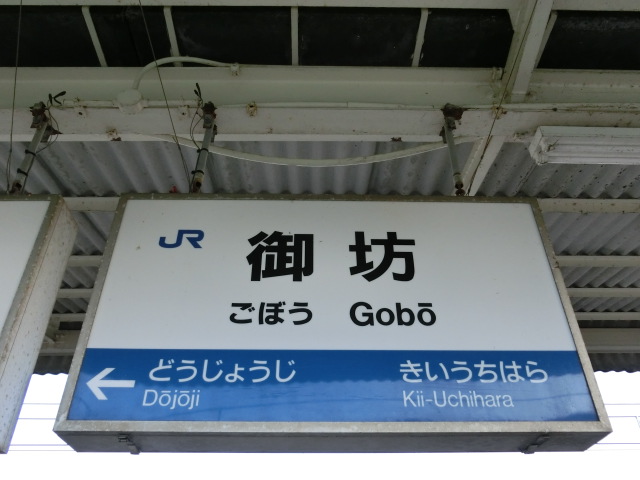 JR 御坊
ごぼう Gobō
どうじょうじ きいうちはら
Dōjōji Kii-Uchihara